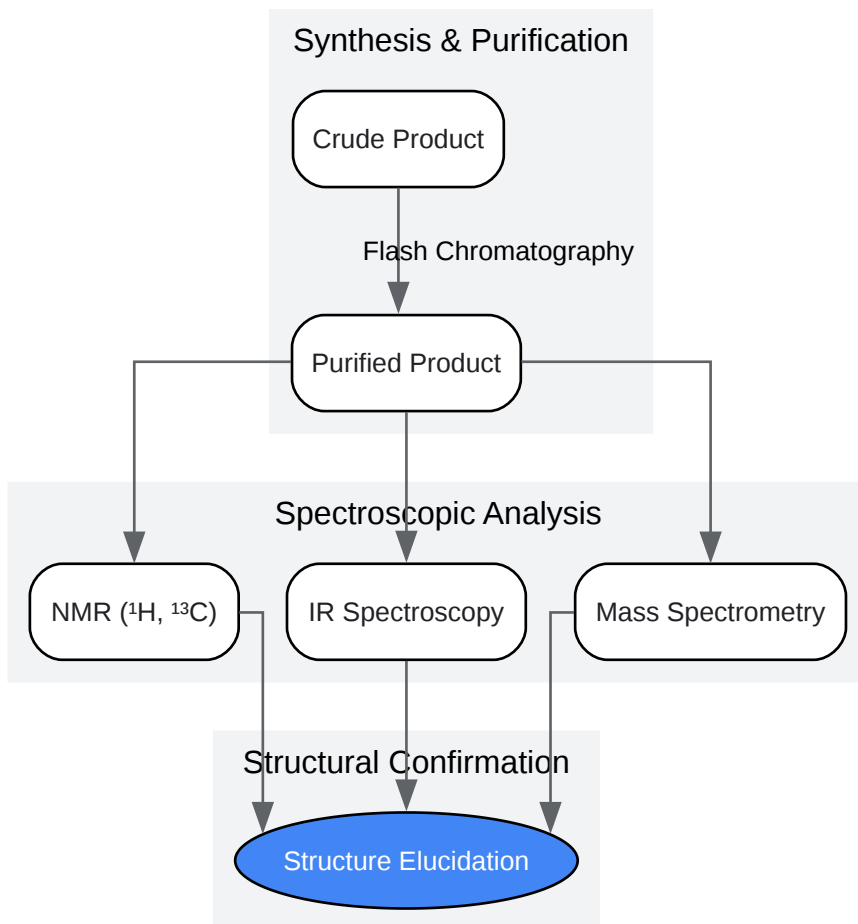 Synthesis & Purification
Crude Product
Flash Chromatography
Purified Product
Spectroscopic Analysis
NMR (¹H, ¹³C)
IR Spectroscopy
Mass Spectrometry
Structural Confirmation
Structure Elucidation